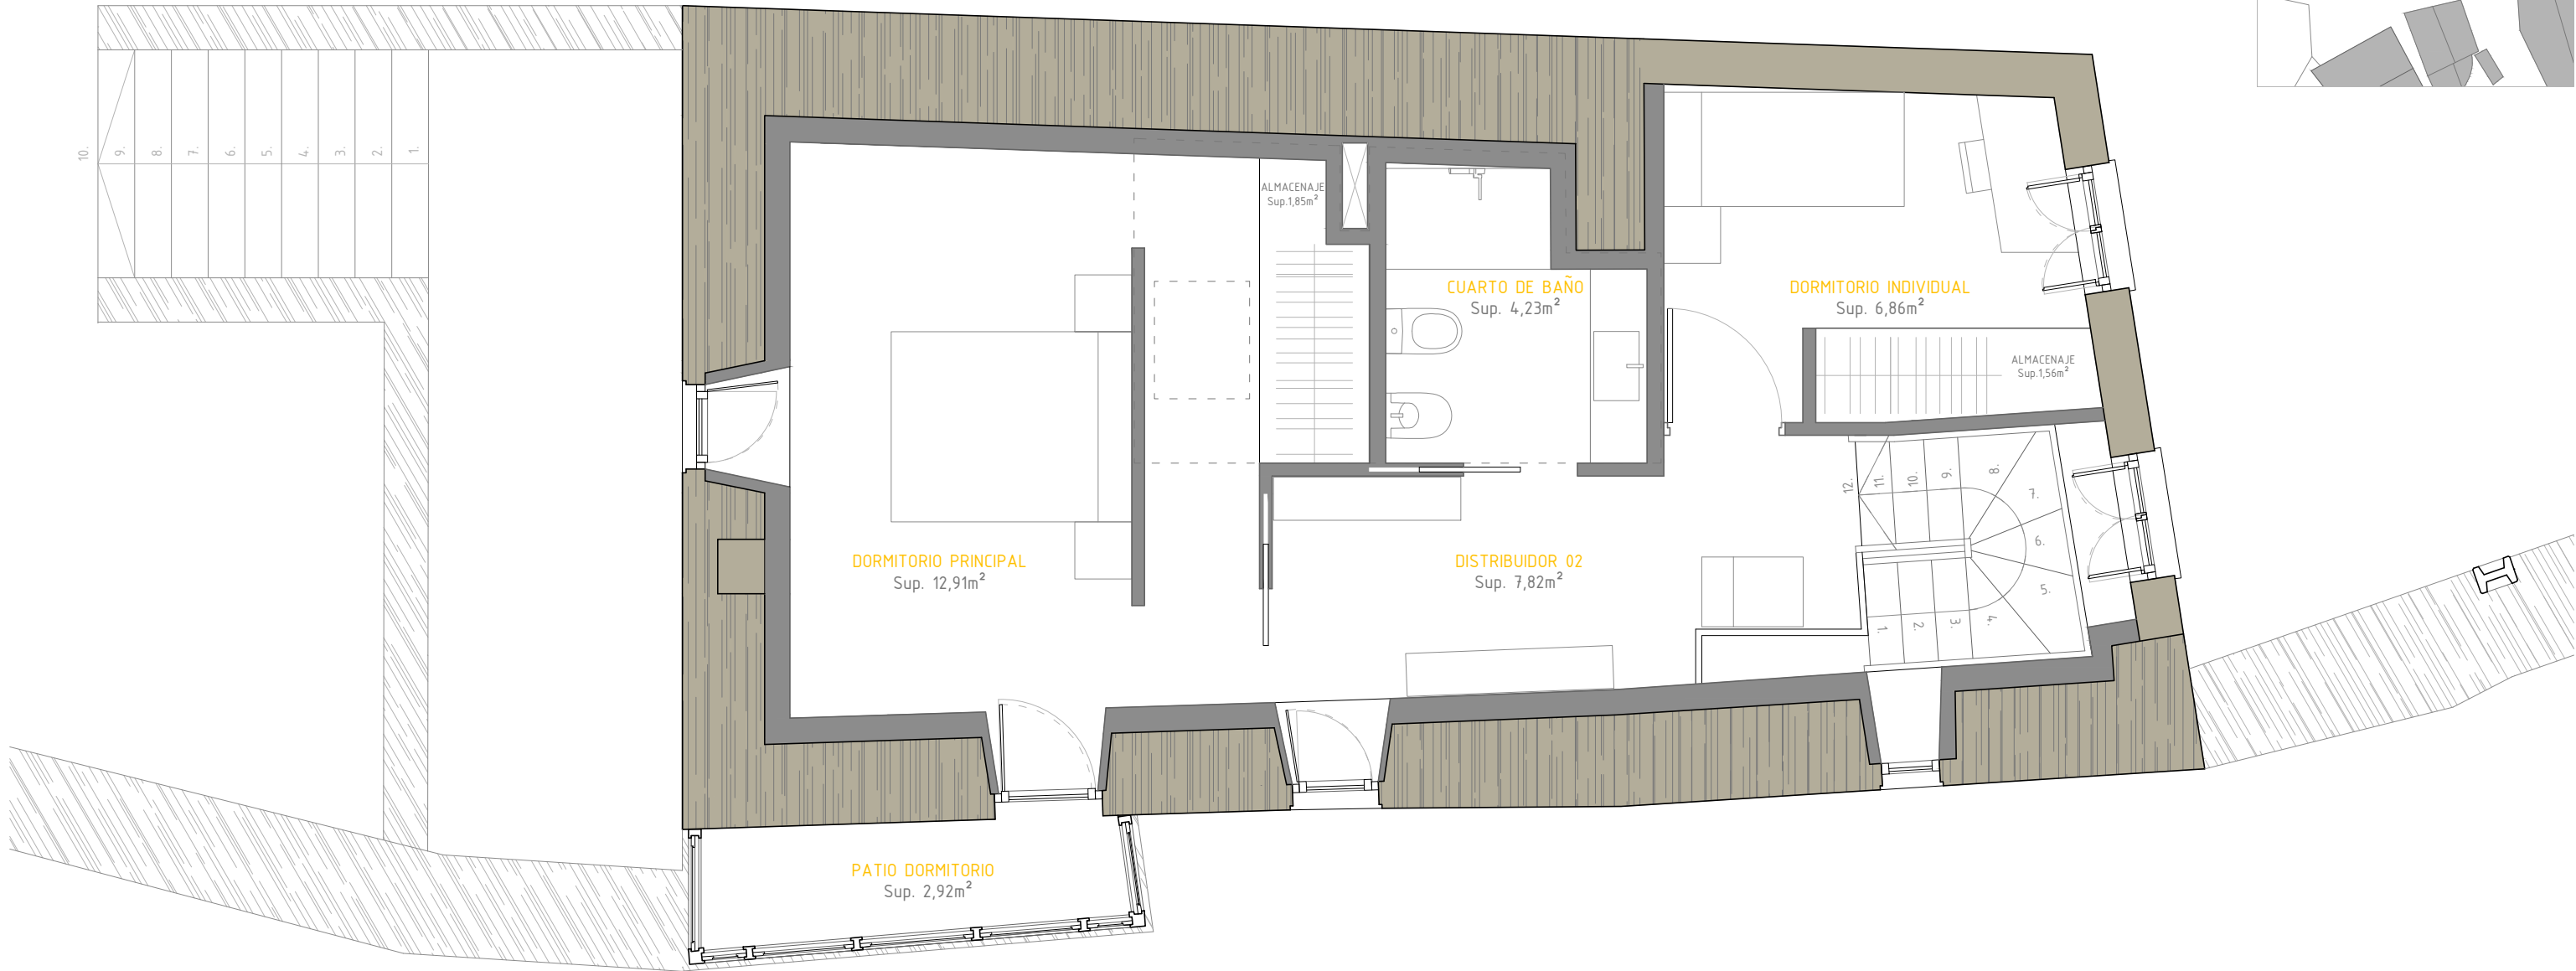 10.
9.
8.
7.
6.
5.
4.
3.
2.
1.
ALMACENAJE
Sup.1,85m²
CUARTO DE BAÑO
Sup. 4,23m²
DORMITORIO INDIVIDUAL
Sup. 6,86m²
ALMACENAJE
Sup.1,56m²
DORMITORIO PRINCIPAL
Sup. 12,91m²
DISTRIBUIDOR 02
Sup. 7,82m²
12.
11.
10.
9.
8.
7.
6.
5.
4.
3.
2.
1.
PATIO DORMITORIO
Sup. 2,92m²